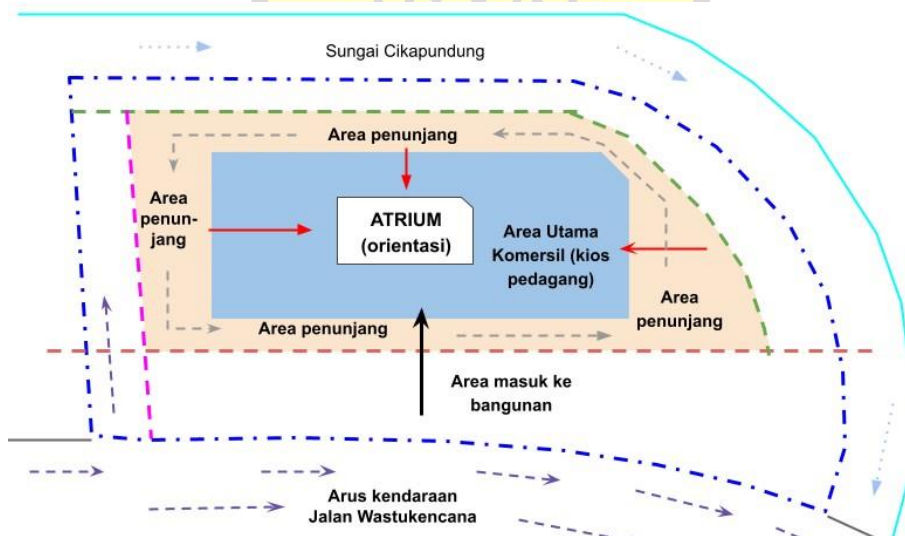 Sungai Cikapundung
Area penunjang
Area
penun-
jang
ATRIUM
(orientasi)
Area Utama
Komersil (kios
pedagang)
Area penunjang
Area
penunjang
Area masuk ke
bangunan
Arus kendaraan
Jalan Wastukencana